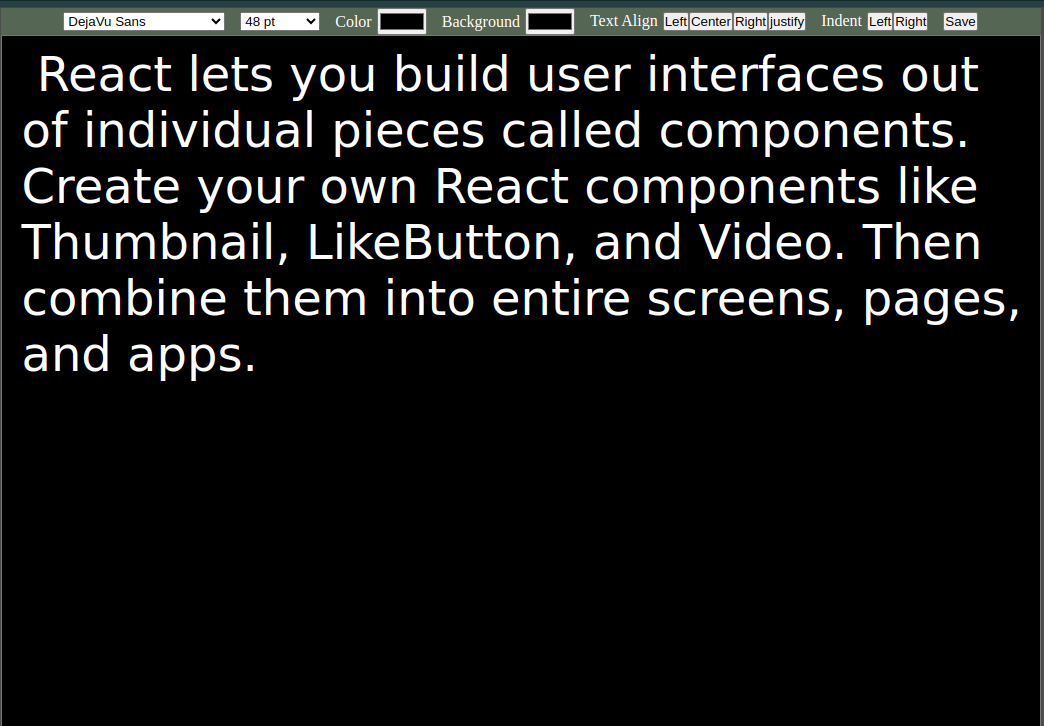 DejaVu Sans 48 pt Color Background Text Align Left Center Right justify Indent Left Right Save
React lets you build user interfaces out
of individual pieces called components.
Create your own React components like
Thumbnail, LikeButton, and Video. Then
combine them into entire screens, pages,
and apps.